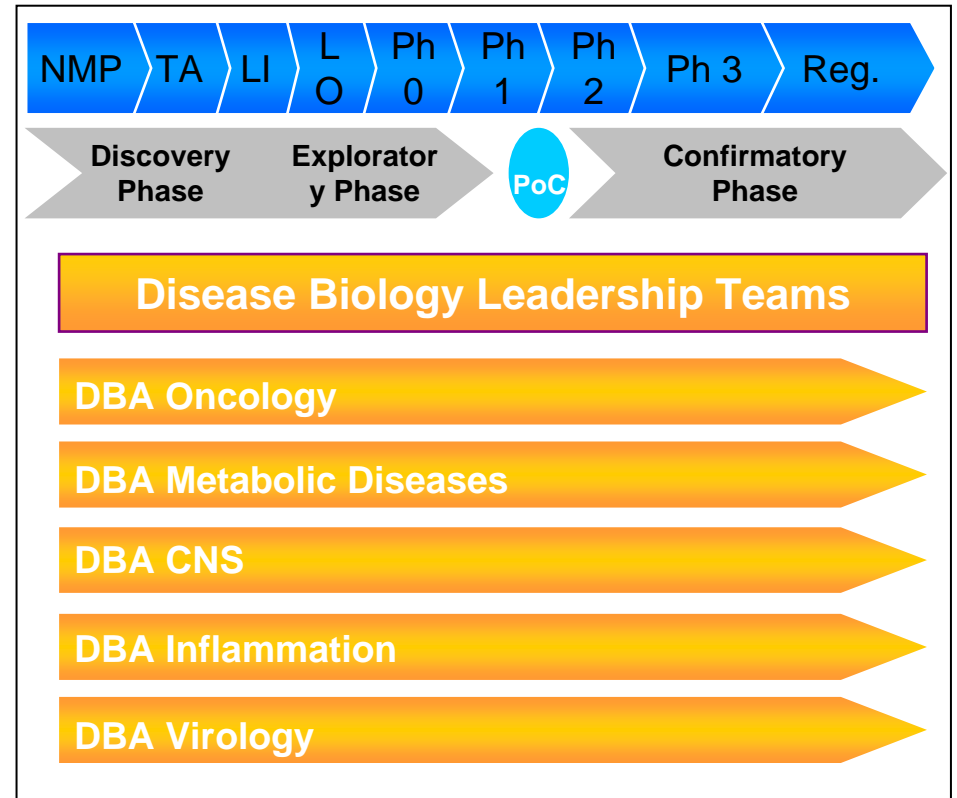 NMP TA LI L Ph Ph Ph Ph 3 Reg.
O 0 1 2
Discovery Explorator Confirmatory
Phase y Phase PoC Phase
Disease Biology Leadership Teams
DBA Oncology
DBA Metabolic Diseases
DBA CNS
DBA Inflammation
DBA Virology